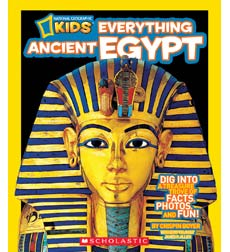 NATIONAL GEOGRAPHIC
KIDS
EVERYTHING
ANCIENT EGYPT
DIG INTO
A TREASURE
TROVE OF
FACTS,
PHOTOS,
AND FUN!
BY CRISPIN BOYER
SCHOLASTIC